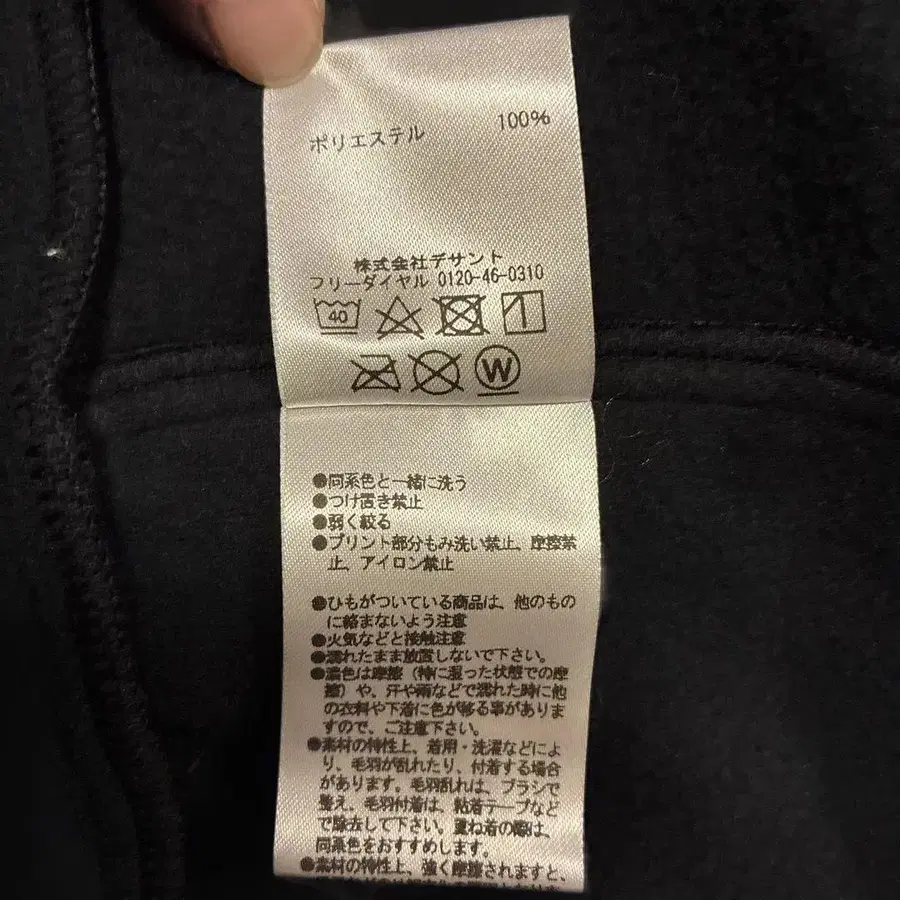 ポリエステル 100%
株式会社デサント
フリーダイヤル 0120-46-0310
40
W
●同系色と一緒に洗う
●つけ置き禁止
●弱く絞る
●プリント部分もみ洗い禁止、摩擦禁
止、アイロン禁止
●ひもがついている商品は、他のもの
に絡まないよう注意
●火気などと接触注意
●濡れたまま放置しないで下さい。
●濃色は摩擦（特に湿った状態での摩
擦）や、汗や雨などで濡れた時に他
の衣料や下着に色が移る事がありま
すので、ご注意下さい。
●素材の特性上、着用・洗濯などによ
り、毛羽が乱れたり、付着する場合
があります。毛羽乱れは、ブラシで
整え、毛羽付着は、粘着テープなど
で除去して下さい。重ね着の際は、
同系色をおすすめします。
●素材の特性上、強く摩擦されますと、